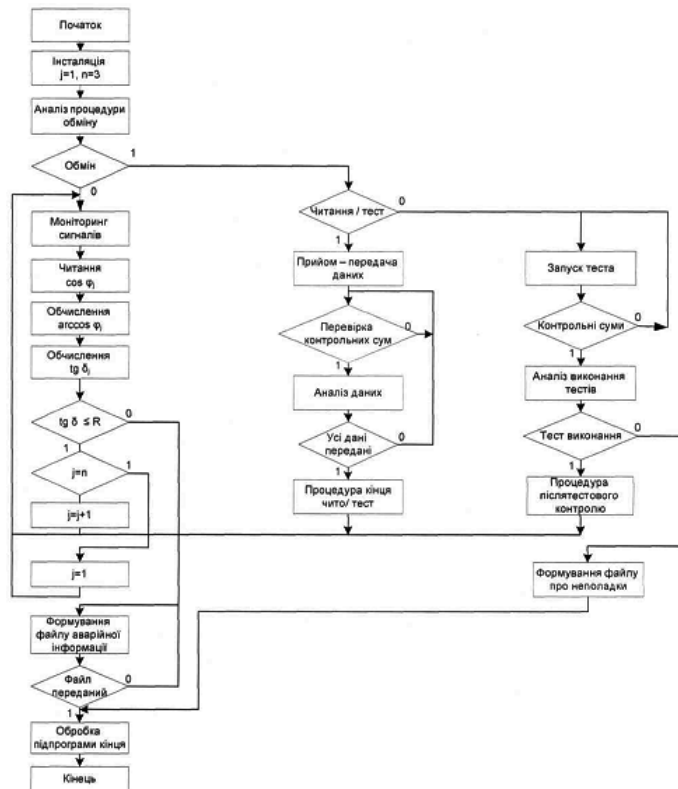 Початок
Інсталяція
j=1, n=3
Аналіз процедури
обміну
Обмін
1
0
Моніторинг
сигналів
Читання
cos φj
Обчислення
arccos φj
Обчислення
tg δj
tg δ ≤ R
0
1
j=n
1
j=j+1
j=1
Формування
файлу аварійної
інформації
Файл
переданий
0
1
Обробка
підпрограми кінця
Кінець
Читання / тест
0
1
Прийом – передача
даних
Перевірка
контрольних сум
0
1
Аналіз даних
Усі дані
передані
0
1
Процедура кінця
чито/ тест
Запуск теста
Контрольні суми
0
1
Аналіз виконання
тестів
Тест виконання
0
1
Процедура
післятестового
контролю
Формування файлу
про неполадки